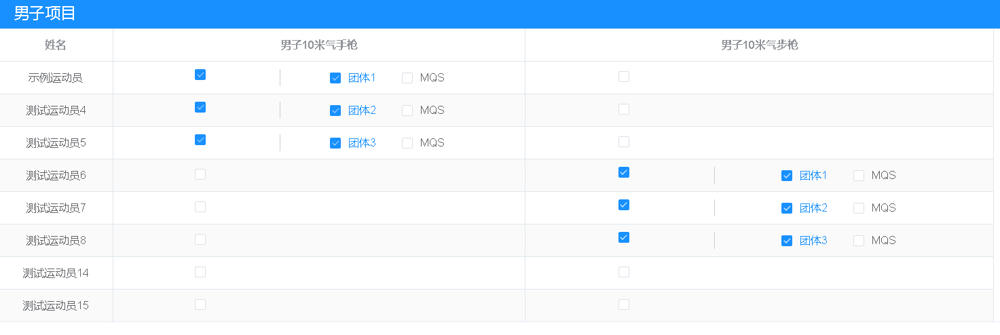 男子项目
姓名 男子10米气手枪 男子10米气步枪
示例运动员 团体1 MQS
测试运动员4 团体2 MQS
测试运动员5 团体3 MQS
测试运动员6 团体1 MQS
测试运动员7 团体2 MQS
测试运动员8 团体3 MQS
测试运动员14
测试运动员15